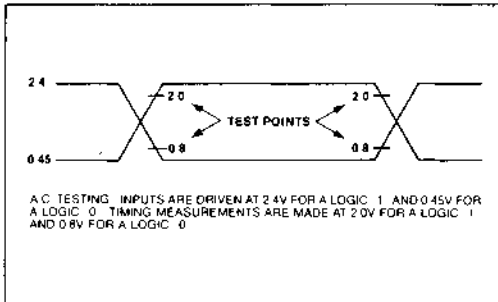 2.4
2.0 2.0
TEST POINTS
0.8 0.8
0.45
A.C. TESTING INPUTS ARE DRIVEN AT 2.4V FOR A LOGIC 1 AND 0.45V FOR
A LOGIC 0 TIMING MEASUREMENTS ARE MADE AT 2.0V FOR A LOGIC 1
AND 0.8V FOR A LOGIC 0